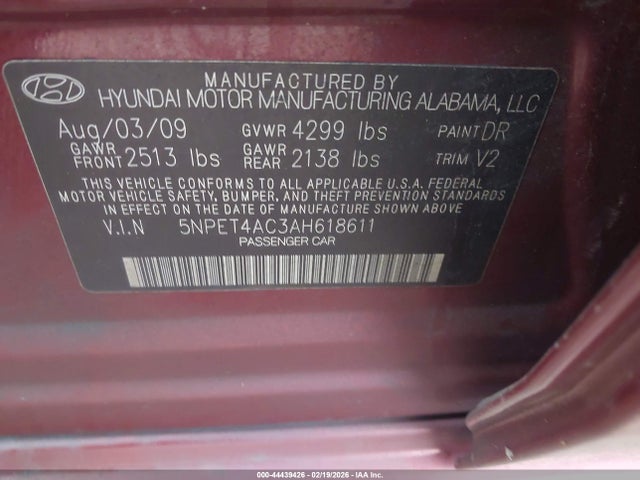 MANUFACTURED BY
HYUNDAI MOTOR MANUFACTURING ALABAMA, LLC
Aug/03/09 GVWR 4299 lbs PAINT DR
GAWR FRONT 2513 lbs GAWR REAR 2138 lbs TRIM V2
THIS VEHICLE CONFORMS TO ALL APPLICABLE U.S.A. FEDERAL
MOTOR VEHICLE SAFETY, BUMPER, AND THEFT PREVENTION STANDARDS
IN EFFECT ON THE DATE OF MANUFACTURE SHOWN ABOVE
V.I.N 5NPET4AC3AH618611
PASSENGER CAR
000-44439426 - 02/19/2026 - IAA Inc.